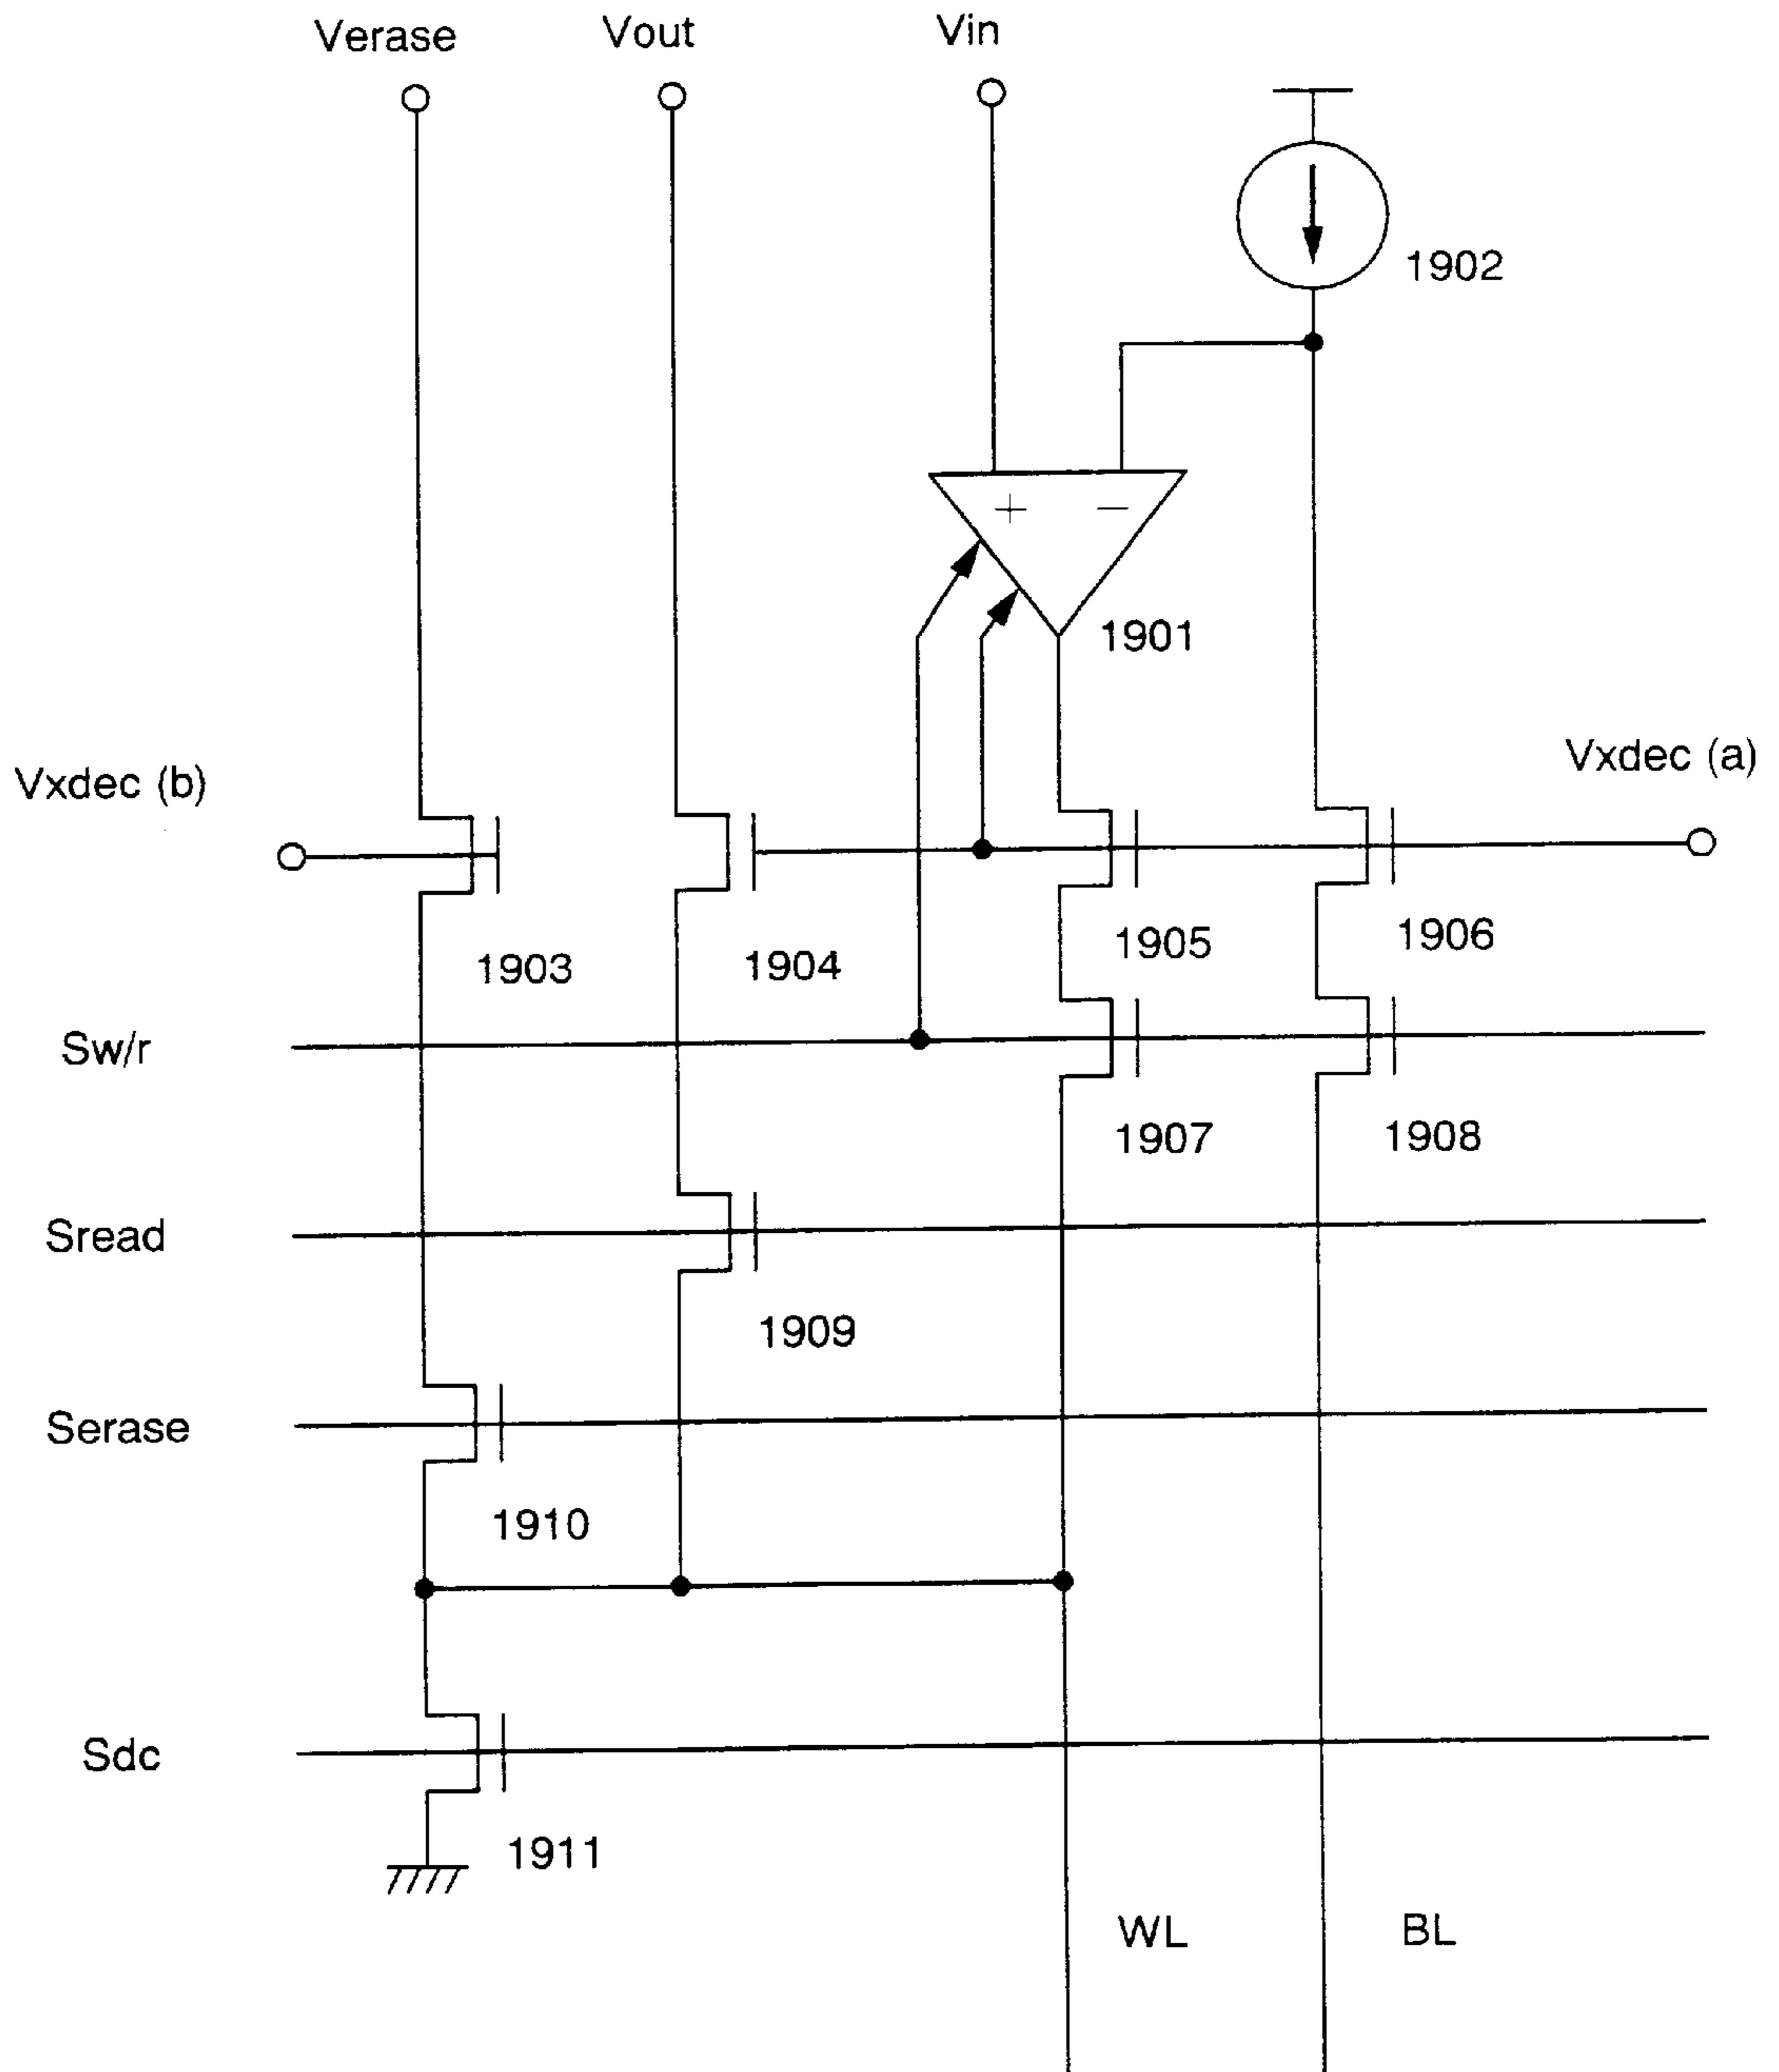 Verase
Vout
Vin
1902
+ −
1901
Vxdec (b)
Vxdec (a)
1903
1904
1905
1906
Sw/r
1907
1908
Sread
1909
Serase
1910
Sdc
1911
WL
BL